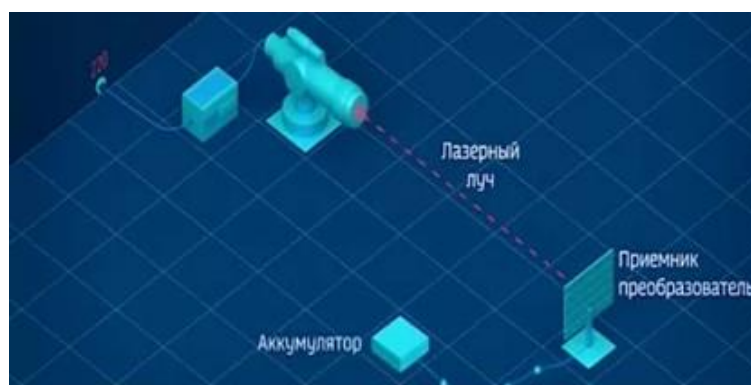 Лазерный
луч
Приемник
преобразователь
Аккумулятор